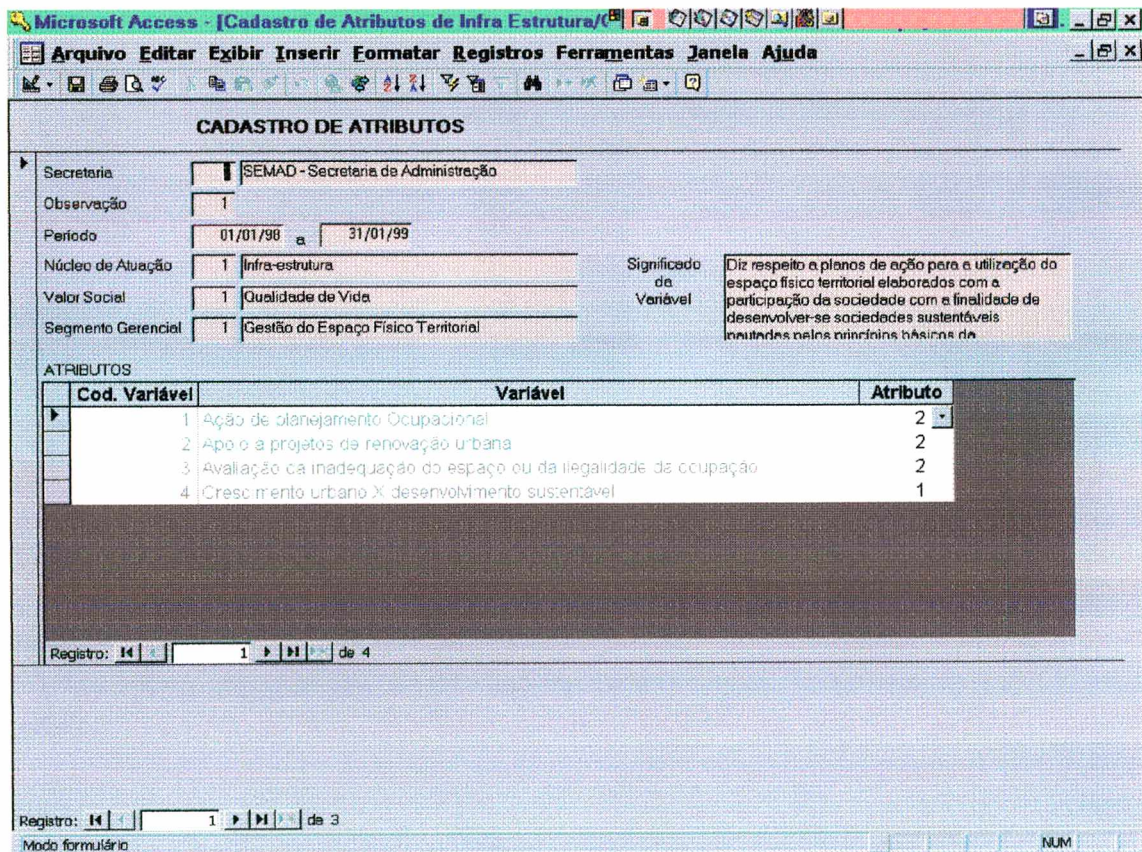 Microsoft Access - [Cadastro de Atributos de Infra Estrutura/
Arquivo Editar Exibir Inserir Formatar Registros Ferramentas Janela Ajuda
CADASTRO DE ATRIBUTOS
Secretaria SEMAD - Secretaria de Administração
Observação 1
Período 01/01/98 a 31/01/99
Núcleo de Atuação 1 Infra-estrutura
Valor Social 1 Qualidade de Vida
Segmento Gerencial 1 Gestão do Espaço Físico Territorial
Significado
da
Variável
Diz respeito a planos de ação para a utilização do
espaço físico territorial elaborados com a
participação da sociedade com a finalidade de
desenvolver-se sociedades sustentáveis
pautadas pelos princípios básicos da
ATRIBUTOS
Cod. Variável Variável Atributo
1 Ação de planejamento Ocupacional 2
2 Apoio a projetos de renovação urbana 2
3 Avaliação da inadequação do espaço ou da ilegalidade da ocupação 2
4 Crescimento urbano X desenvolvimento sustentável 1
Registro: 1 de 4
Registro: 1 de 3
Modo formulário NUM